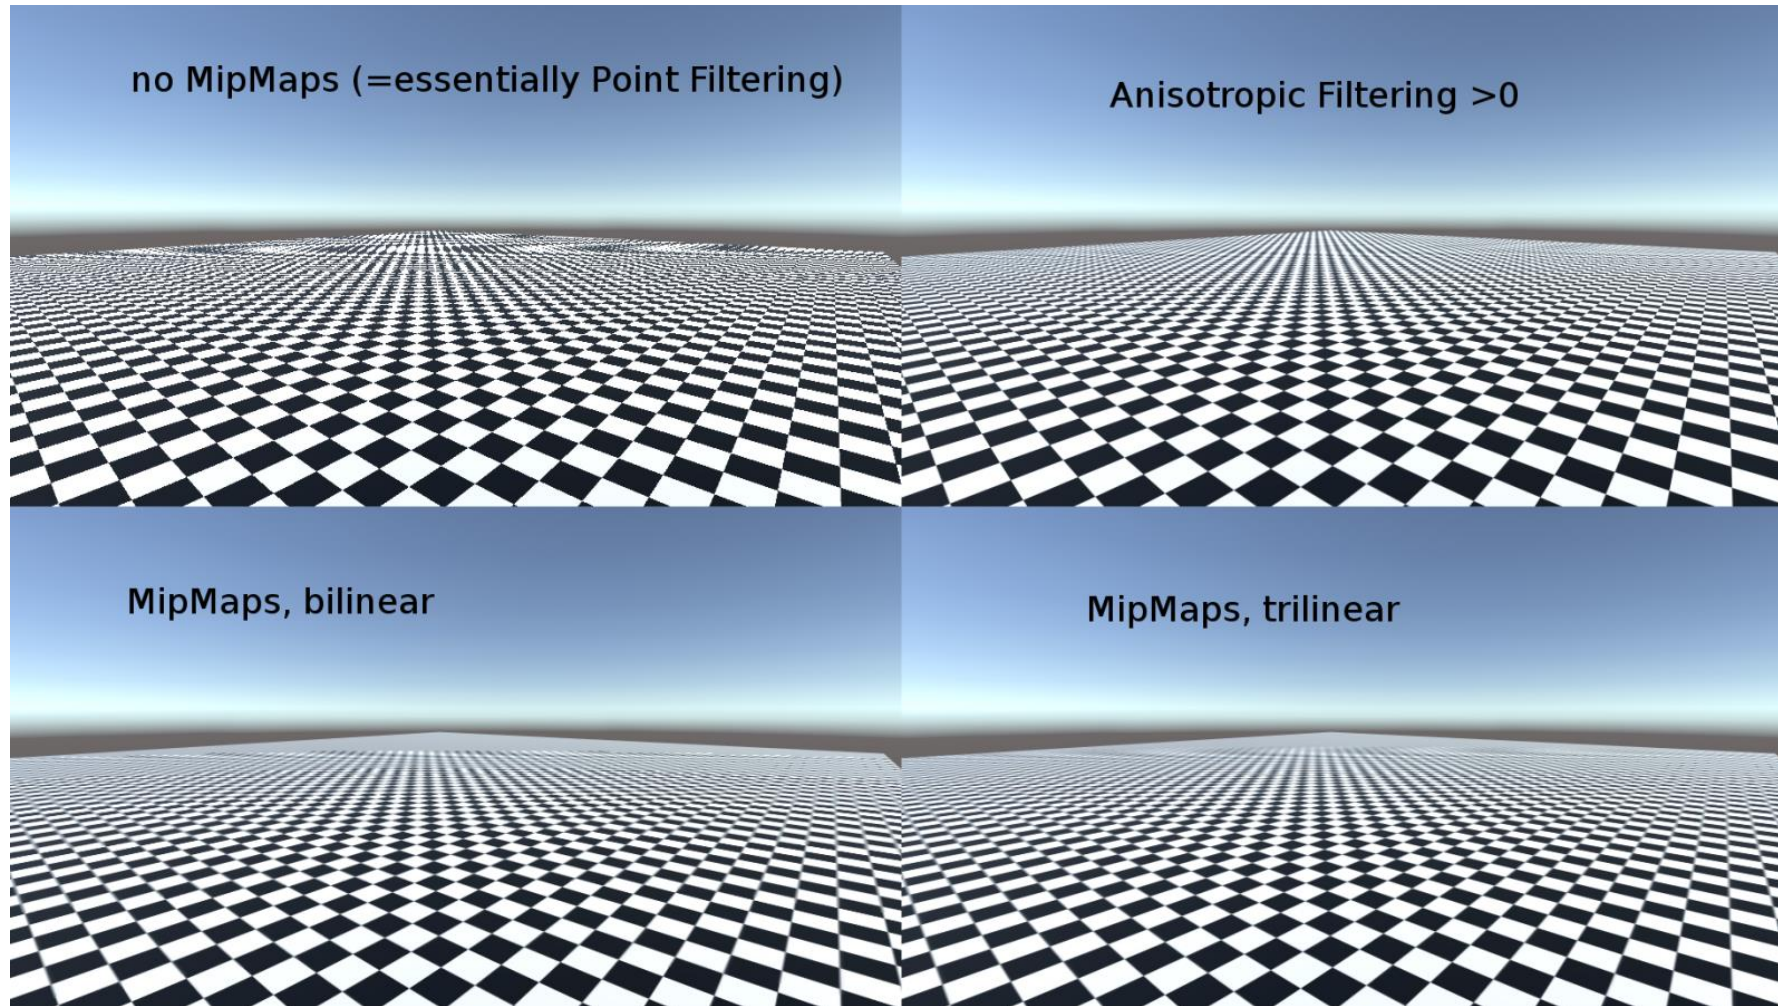 no MipMaps (=essentially Point Filtering)
Anisotropic Filtering >0
MipMaps, bilinear
MipMaps, trilinear